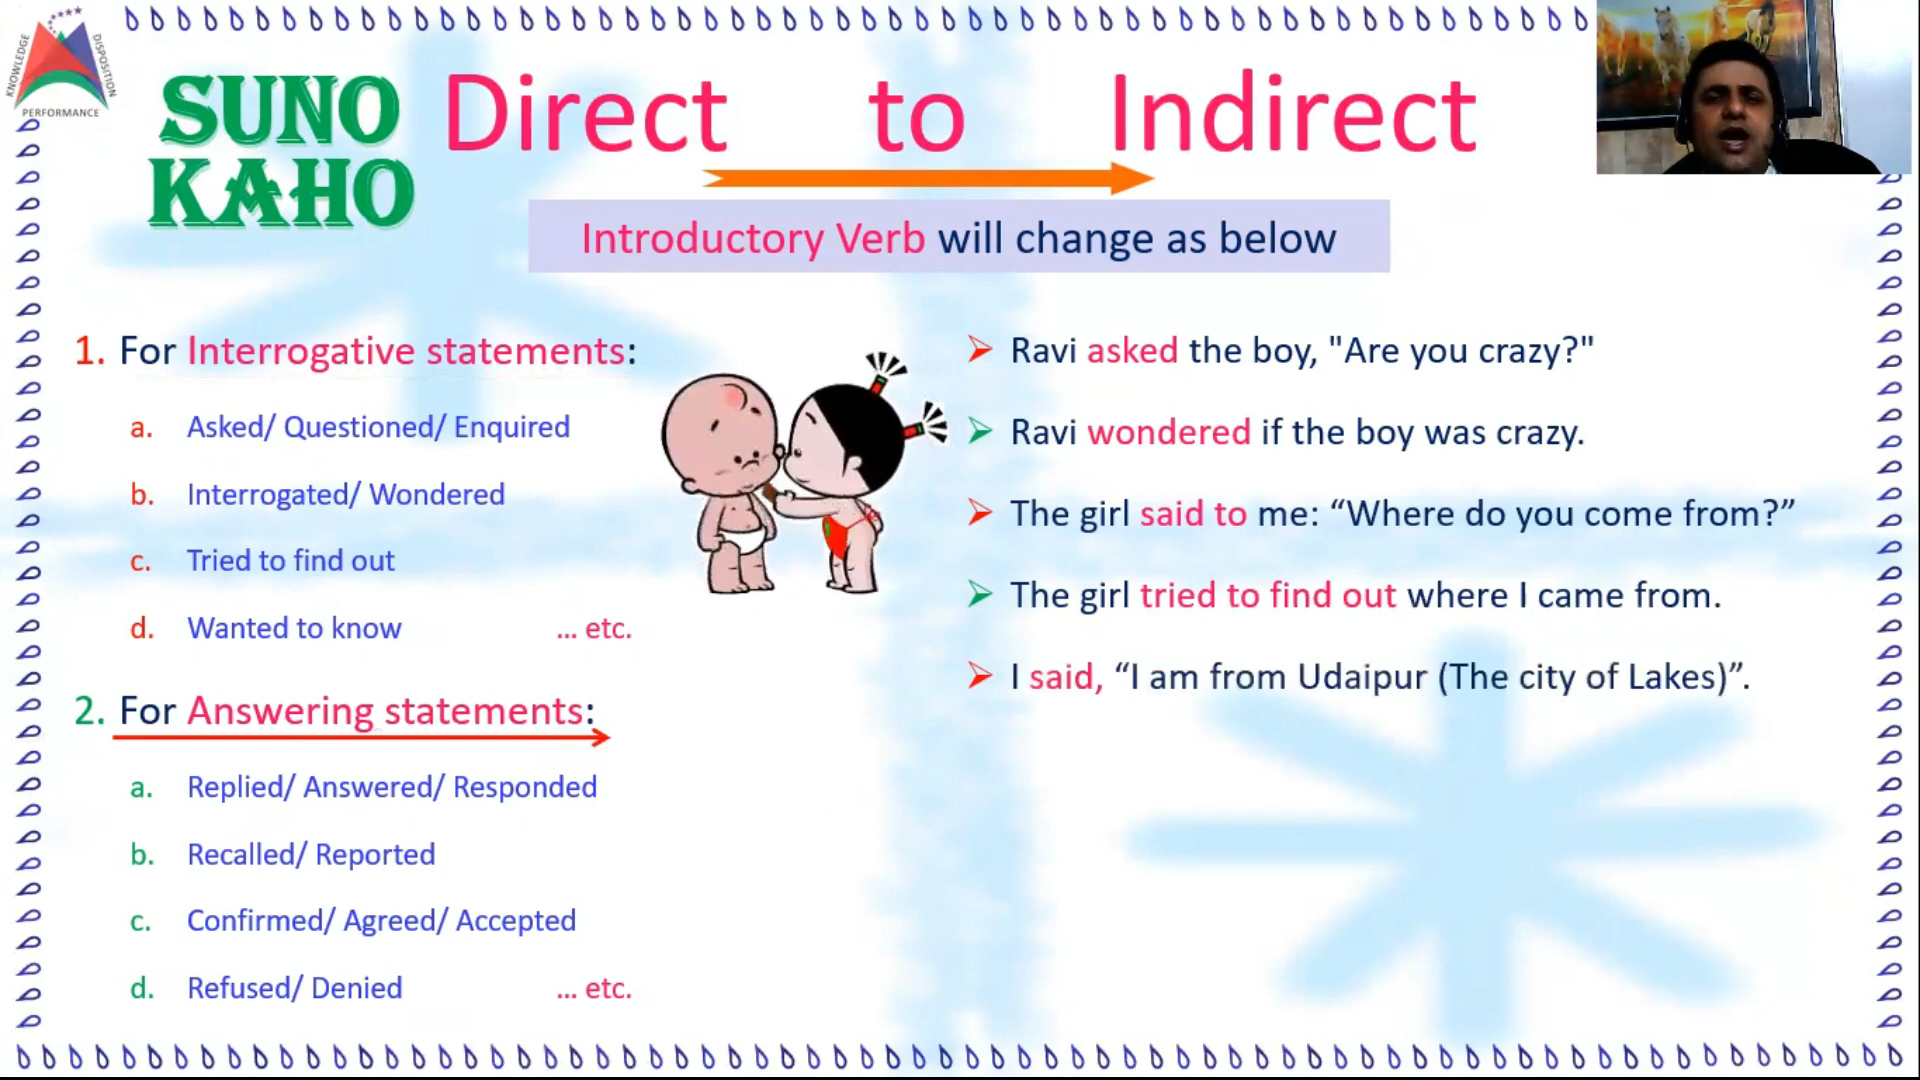 KNOWLEDGE
DISPOSITION
PERFORMANCE
SUNO
KAHO
Direct to Indirect
Introductory Verb will change as below
1. For Interrogative statements:
a. Asked/ Questioned/ Enquired
b. Interrogated/ Wondered
c. Tried to find out
d. Wanted to know ... etc.
2. For Answering statements:
a. Replied/ Answered/ Responded
b. Recalled/ Reported
c. Confirmed/ Agreed/ Accepted
d. Refused/ Denied ... etc.
Ravi asked the boy, "Are you crazy?"
Ravi wondered if the boy was crazy.
The girl said to me: “Where do you come from?”
The girl tried to find out where I came from.
I said, “I am from Udaipur (The city of Lakes)”.